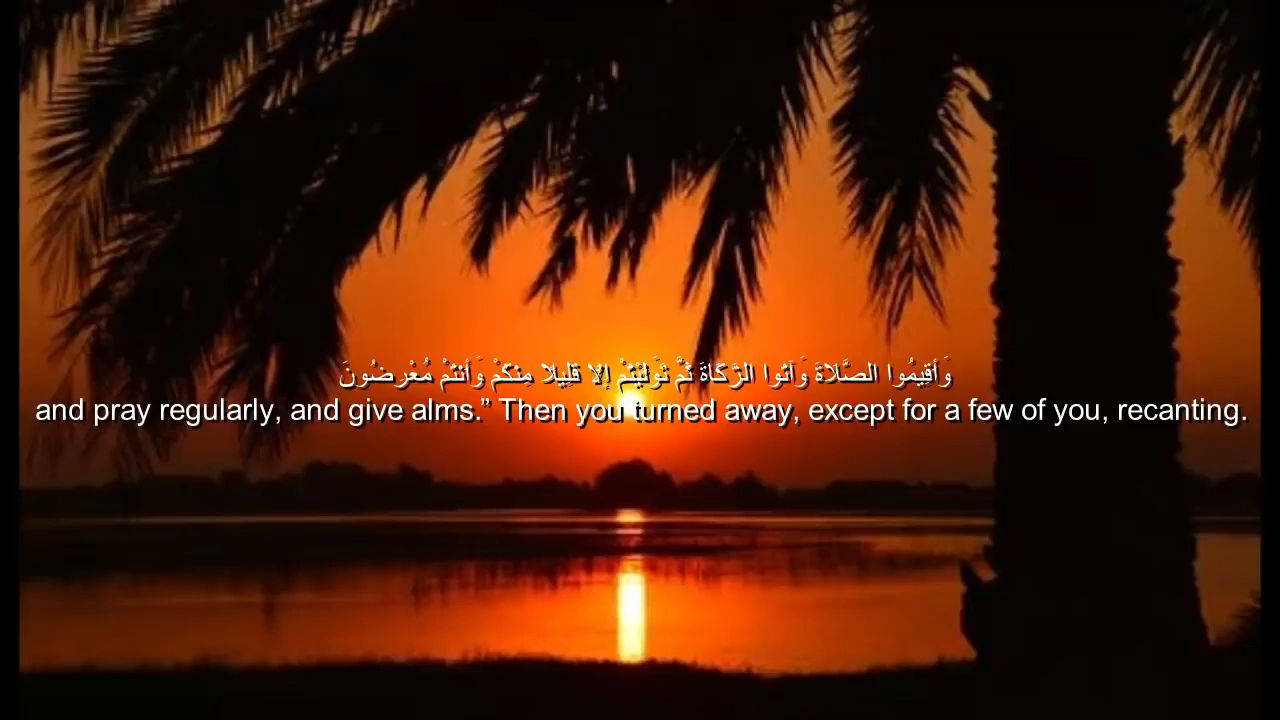 وَأَقِيمُوا الصَّلَاةَ وَآتُوا الزَّكَاةَ ثُمَّ تَوَلَّيْتُمْ إِلَّا قَلِيلًا مِنْكُمْ وَأَنْتُمْ مُعْرِضُونَ
and pray regularly, and give alms.” Then you turned away, except for a few of you, recanting.